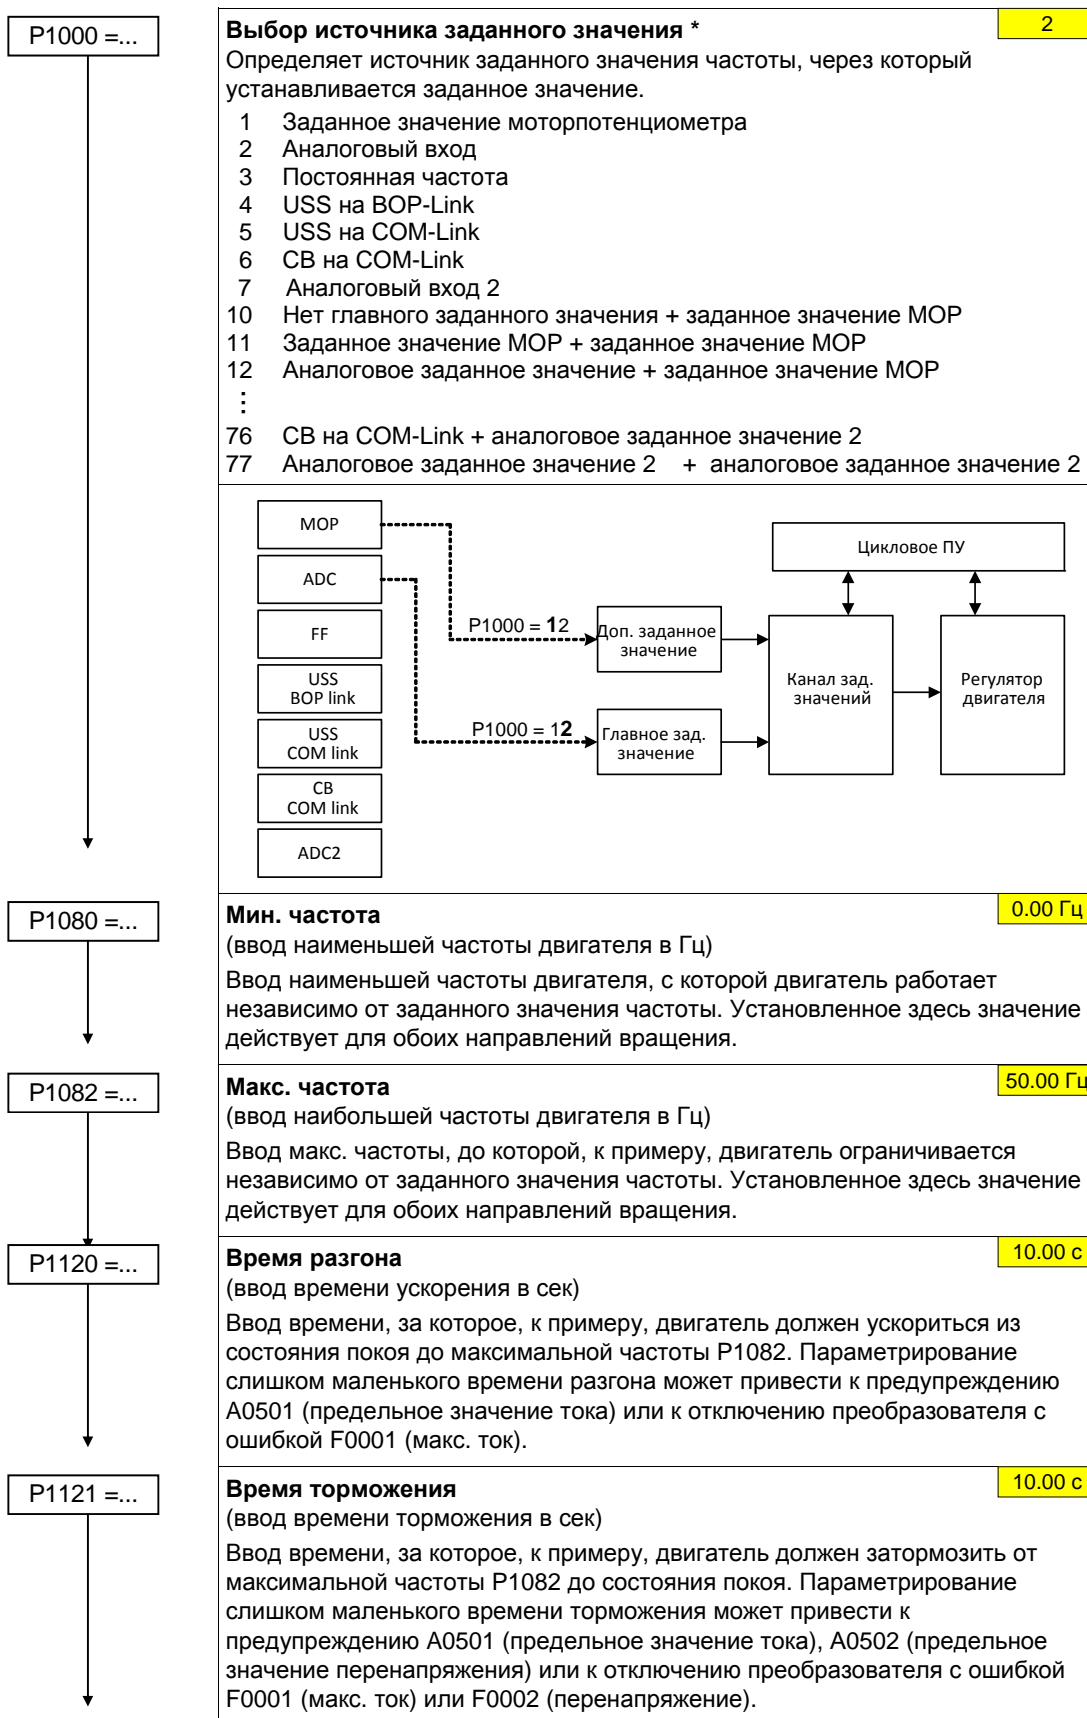 P1000 =...
Выбор источника заданного значения *
2
Определяет источник заданного значения частоты, через который
устанавливается заданное значение.
1 Заданное значение моторпотенциометра
2 Аналоговый вход
3 Постоянная частота
4 USS на BOP-Link
5 USS на COM-Link
6 CB на COM-Link
7 Аналоговый вход 2
10 Нет главного заданного значения + заданное значение MOP
11 Заданное значение MOP + заданное значение MOP
12 Аналоговое заданное значение + заданное значение MOP
⋮
76 CB на COM-Link + аналоговое заданное значение 2
77 Аналоговое заданное значение 2 + аналоговое заданное значение 2
MOP
ADC
FF
USS
BOP link
USS
COM link
CB
COM link
ADC2
P1000 = 12
P1000 = 12
Доп. заданное
значение
Главное зад.
значение
Цикловое ПУ
Канал зад.
значений
Регулятор
двигателя
P1080 =...
Мин. частота
0.00 Гц
(ввод наименьшей частоты двигателя в Гц)
Ввод наименьшей частоты двигателя, с которой двигатель работает
независимо от заданного значения частоты. Установленное здесь значение
действует для обоих направлений вращения.
P1082 =...
Макс. частота
50.00 Гц
(ввод наибольшей частоты двигателя в Гц)
Ввод макс. частоты, до которой, к примеру, двигатель ограничивается
независимо от заданного значения частоты. Установленное здесь значение
действует для обоих направлений вращения.
P1120 =...
Время разгона
10.00 с
(ввод времени ускорения в сек)
Ввод времени, за которое, к примеру, двигатель должен ускориться из
состояния покоя до максимальной частоты P1082. Параметрирование
слишком маленького времени разгона может привести к предупреждению
A0501 (предельное значение тока) или к отключению преобразователя с
ошибкой F0001 (макс. ток).
P1121 =...
Время торможения
10.00 с
(ввод времени торможения в сек)
Ввод времени, за которое, к примеру, двигатель должен затормозить от
максимальной частоты P1082 до состояния покоя. Параметрирование
слишком маленького времени торможения может привести к
предупреждению A0501 (предельное значение тока), A0502 (предельное
значение перенапряжения) или к отключению преобразователя с ошибкой
F0001 (макс. ток) или F0002 (перенапряжение).